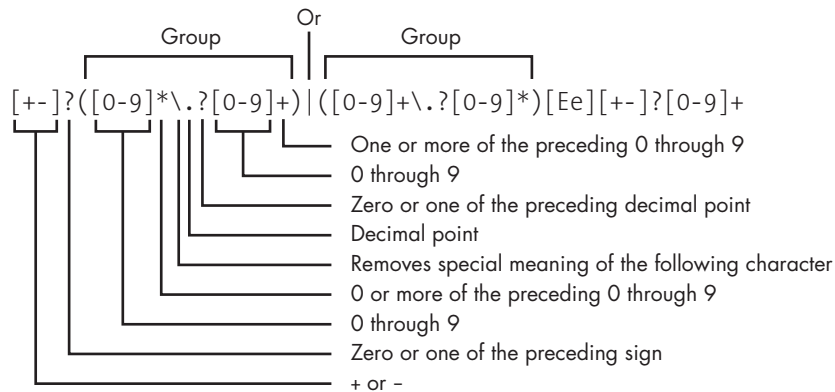 Or
Group Group
[+-]?([0-9]*\.?[0-9]+)|([0-9]+\.?[0-9]*)[Ee][+-]?[0-9]+
One or more of the preceding 0 through 9
0 through 9
Zero or one of the preceding decimal point
Decimal point
Removes special meaning of the following character
0 or more of the preceding 0 through 9
0 through 9
Zero or one of the preceding sign
+ or –